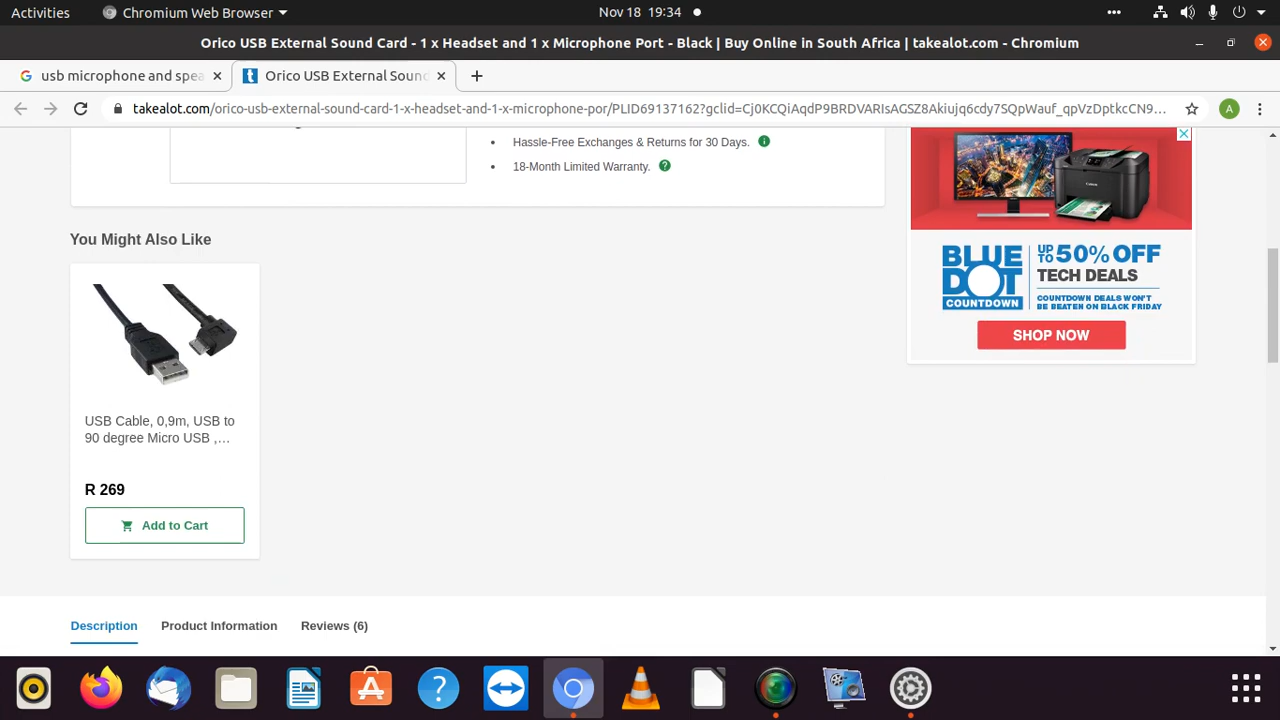 Activities
Chromium Web Browser
Nov 18 19:34
Orico USB External Sound Card - 1 x Headset and 1 x Microphone Port - Black | Buy Online in South Africa | takealot.com - Chromium
usb microphone and spea
Orico USB External Soun
takealot.com/orico-usb-external-sound-card-1-x-headset-and-1-x-microphone-por/PLID69137162?gclid=Cj0KCQiAqdP9BRDVARIsAGSZ8Akiujq6cdy7SQpWauf_qpVzDptkcCN9...
A
Hassle-Free Exchanges & Returns for 30 Days.
18-Month Limited Warranty.
Canon
BLUE DOT COUNTDOWN
UP TO 50% OFF
TECH DEALS
COUNTDOWN DEALS WON'T
BE BEATEN ON BLACK FRIDAY
SHOP NOW
You Might Also Like
USB Cable, 0,9m, USB to
90 degree Micro USB ,...
R 269
Add to Cart
Description
Product Information
Reviews (6)